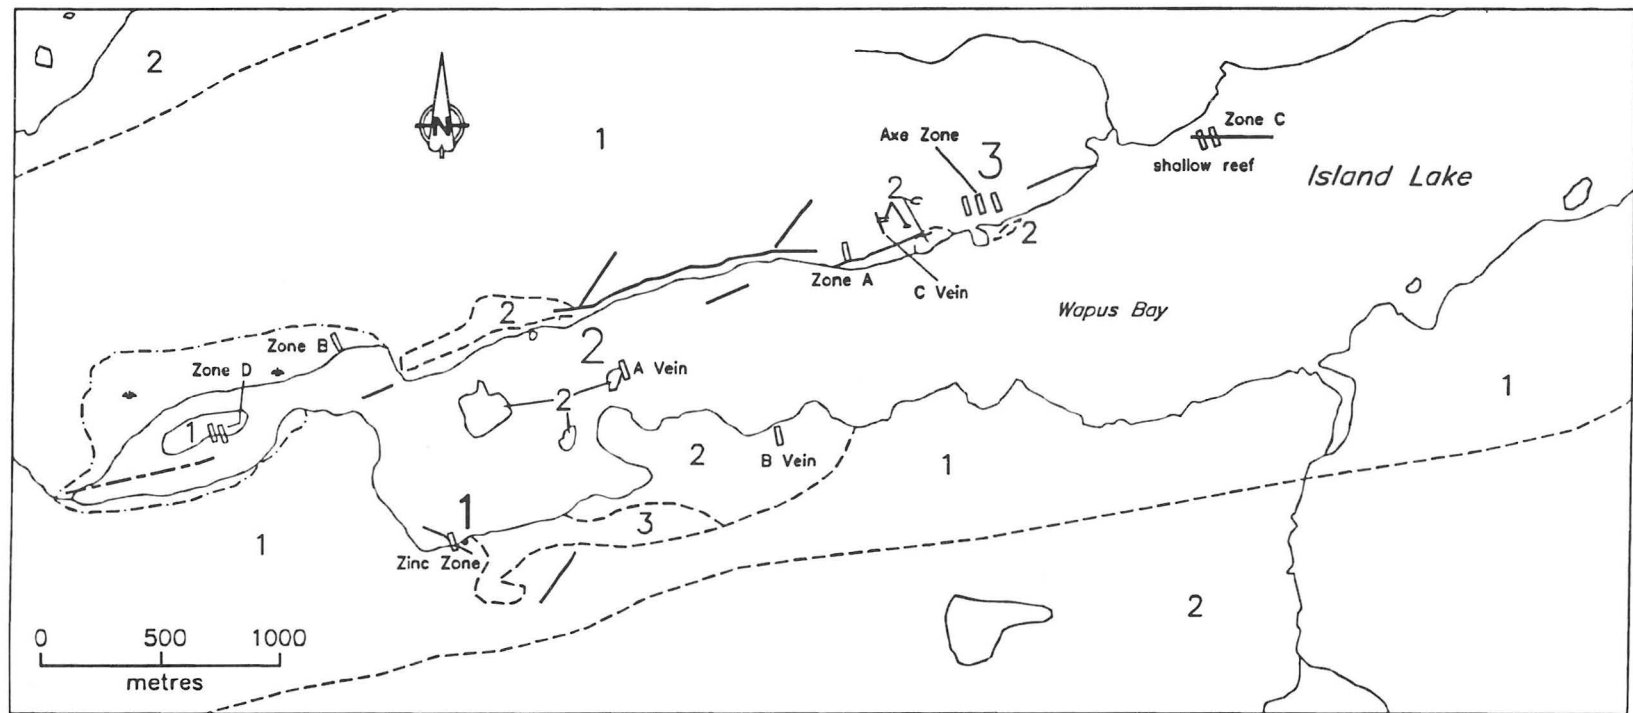 2
N
1
Axe Zone
3
Zone C
shallow reef
Island Lake
2
2
Zone A
C Vein
Wapus Bay
2
Zone B
2
Zone D
A Vein
2
1
1
2
B Vein
1
1
3
Zinc Zone
1
2
0 500 1000
metres